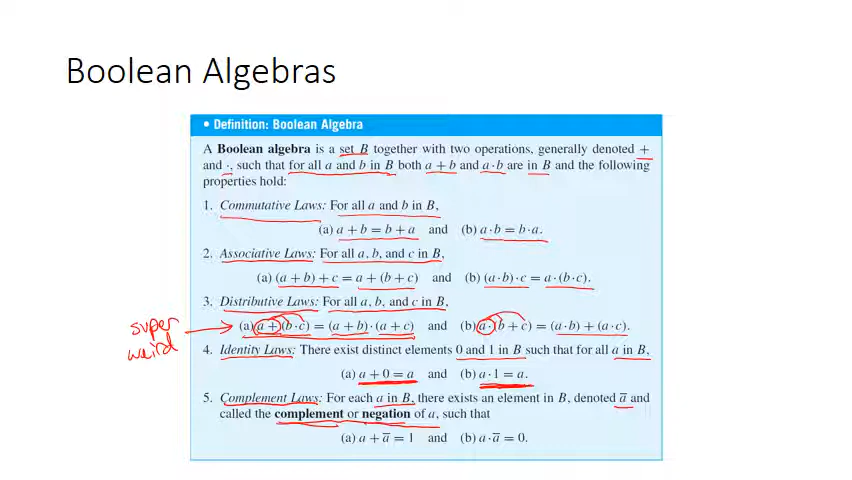 Boolean Algebras
• Definition: Boolean Algebra
A Boolean algebra is a set B together with two operations, generally denoted +
and ·, such that for all a and b in B both a + b and a · b are in B and the following
properties hold:
1. Commutative Laws: For all a and b in B,
(a) a + b = b + a and (b) a · b = b · a.
2. Associative Laws: For all a, b, and c in B,
(a) (a + b) + c = a + (b + c) and (b) (a · b) · c = a · (b · c).
3. Distributive Laws: For all a, b, and c in B,
super
weird
(a) a + (b · c) = (a + b) · (a + c) and (b) a · (b + c) = (a · b) + (a · c).
4. Identity Laws: There exist distinct elements 0 and 1 in B such that for all a in B,
(a) a + 0 = a and (b) a · 1 = a.
5. Complement Laws: For each a in B, there exists an element in B, denoted a̅ and
called the complement or negation of a, such that
(a) a + a̅ = 1 and (b) a · a̅ = 0.